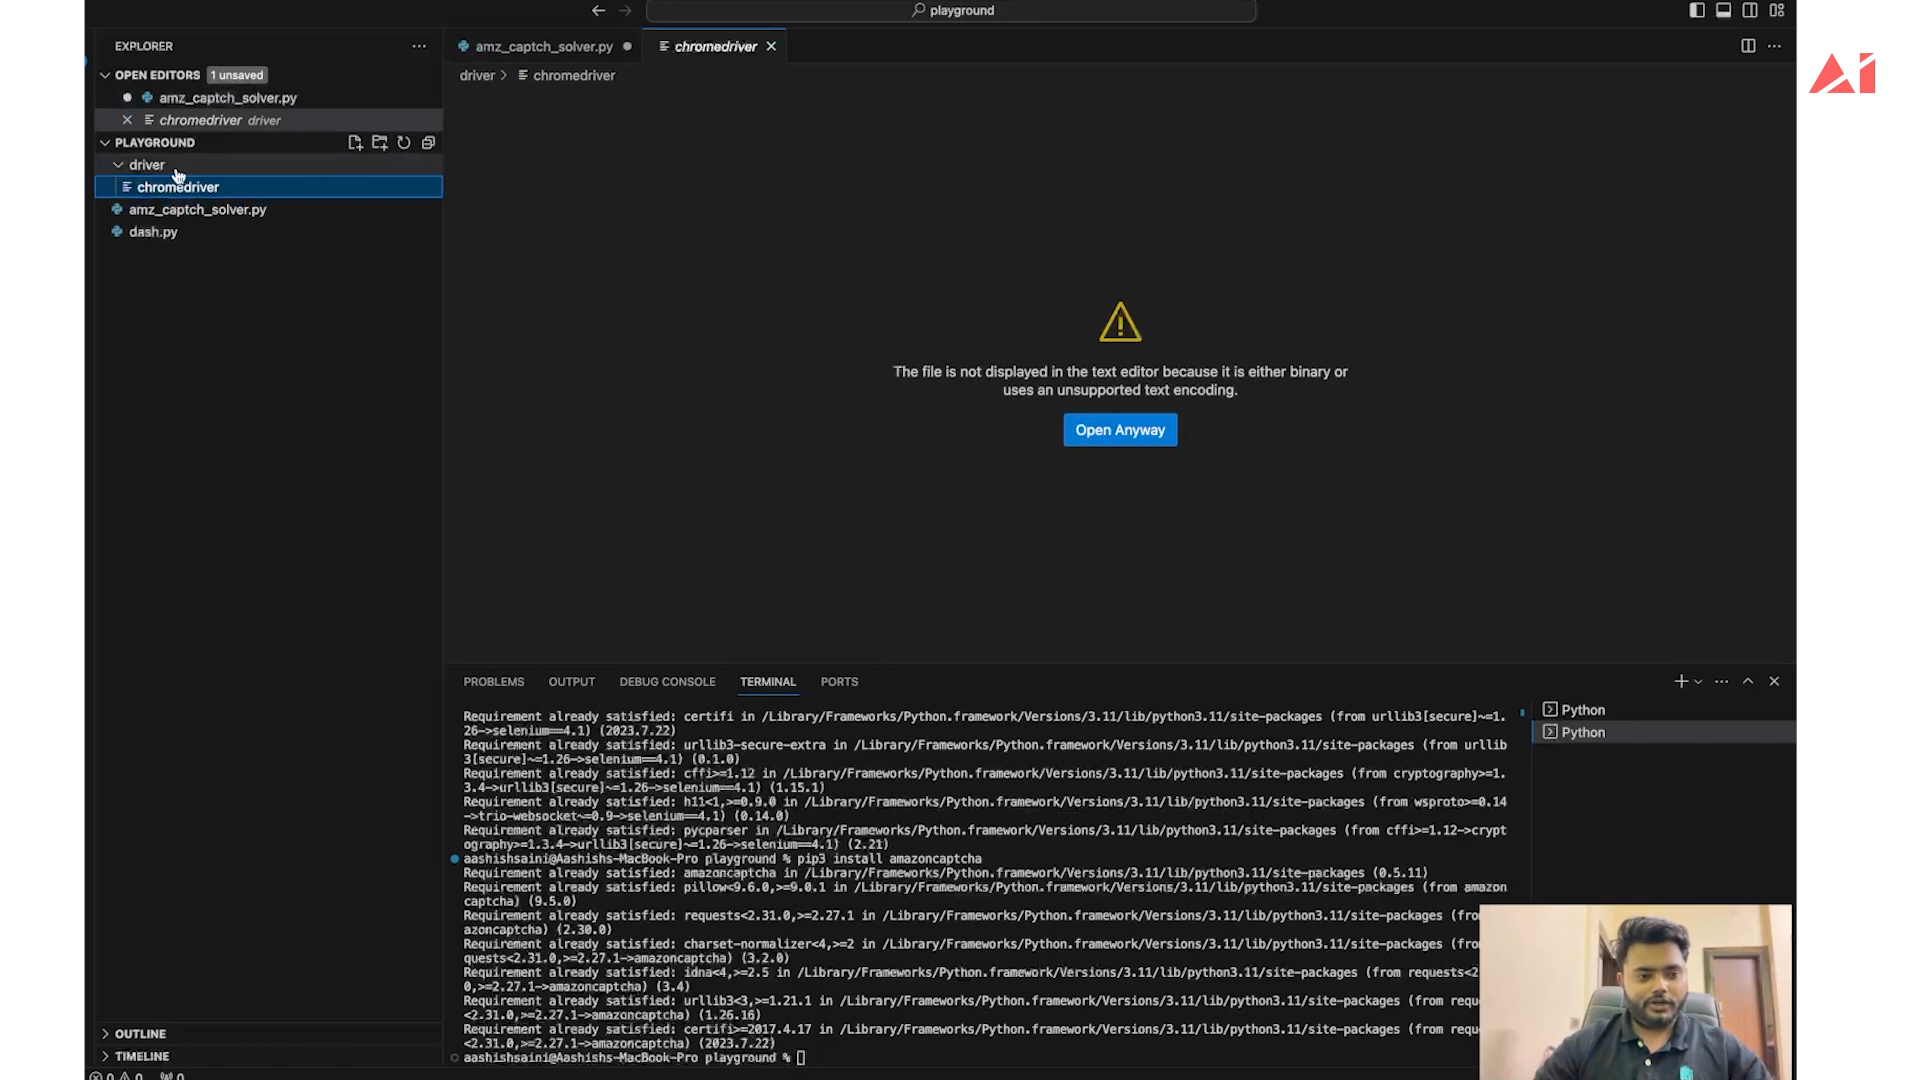 playground
EXPLORER
OPEN EDITORS 1 unsaved
amz_captch_solver.py
chromedriver driver
PLAYGROUND
driver
chromedriver
amz_captch_solver.py
dash.py
OUTLINE
TIMELINE
amz_captch_solver.py
chromedriver
driver > chromedriver
The file is not displayed in the text editor because it is either binary or
uses an unsupported text encoding.
Open Anyway
PROBLEMS OUTPUT DEBUG CONSOLE TERMINAL PORTS
Requirement already satisfied: certifi in /Library/Frameworks/Python.framework/Versions/3.11/lib/python3.11/site-packages (from urllib3[secure]~=1.
26->selenium==4.1) (2023.7.22)
Requirement already satisfied: urllib3-secure-extra in /Library/Frameworks/Python.framework/Versions/3.11/lib/python3.11/site-packages (from urllib
3[secure]~=1.26->selenium==4.1) (0.1.0)
Requirement already satisfied: cffi>=1.12 in /Library/Frameworks/Python.framework/Versions/3.11/lib/python3.11/site-packages (from cryptography>=1.
3.4->urllib3[secure]~=1.26->selenium==4.1) (1.15.1)
Requirement already satisfied: h11<1,>=0.9.0 in /Library/Frameworks/Python.framework/Versions/3.11/lib/python3.11/site-packages (from wsproto>=0.14
->trio-websocket~=0.9->selenium==4.1) (0.14.0)
Requirement already satisfied: pycparser in /Library/Frameworks/Python.framework/Versions/3.11/lib/python3.11/site-packages (from cffi>=1.12->crypt
ography>=1.3.4->urllib3[secure]~=1.26->selenium==4.1) (2.21)
aashishsaini@Aashishs-MacBook-Pro playground % pip3 install amazoncaptcha
Requirement already satisfied: amazoncaptcha in /Library/Frameworks/Python.framework/Versions/3.11/lib/python3.11/site-packages (0.5.11)
Requirement already satisfied: pillow<9.6.0,>=9.0.1 in /Library/Frameworks/Python.framework/Versions/3.11/lib/python3.11/site-packages (from amazon
captcha) (9.5.0)
Requirement already satisfied: requests<2.31.0,>=2.27.1 in /Library/Frameworks/Python.framework/Versions/3.11/lib/python3.11/site-packages (fro
azoncaptcha) (2.30.0)
Requirement already satisfied: charset-normalizer<4,>=2 in /Library/Frameworks/Python.framework/Versions/3.11/lib/python3.11/site-packages (fro
quests<2.31.0,>=2.27.1->amazoncaptcha) (3.2.0)
Requirement already satisfied: idna<4,>=2.5 in /Library/Frameworks/Python.framework/Versions/3.11/lib/python3.11/site-packages (from requests<2
0,>=2.27.1->amazoncaptcha) (3.4)
Requirement already satisfied: urllib3<3,>=1.21.1 in /Library/Frameworks/Python.framework/Versions/3.11/lib/python3.11/site-packages (from requ
<2.31.0,>=2.27.1->amazoncaptcha) (1.26.16)
Requirement already satisfied: certifi>=2017.4.17 in /Library/Frameworks/Python.framework/Versions/3.11/lib/python3.11/site-packages (from requ
<2.31.0,>=2.27.1->amazoncaptcha) (2023.7.22)
aashishsaini@Aashishs-MacBook-Pro playground %
Python
Python
Ai